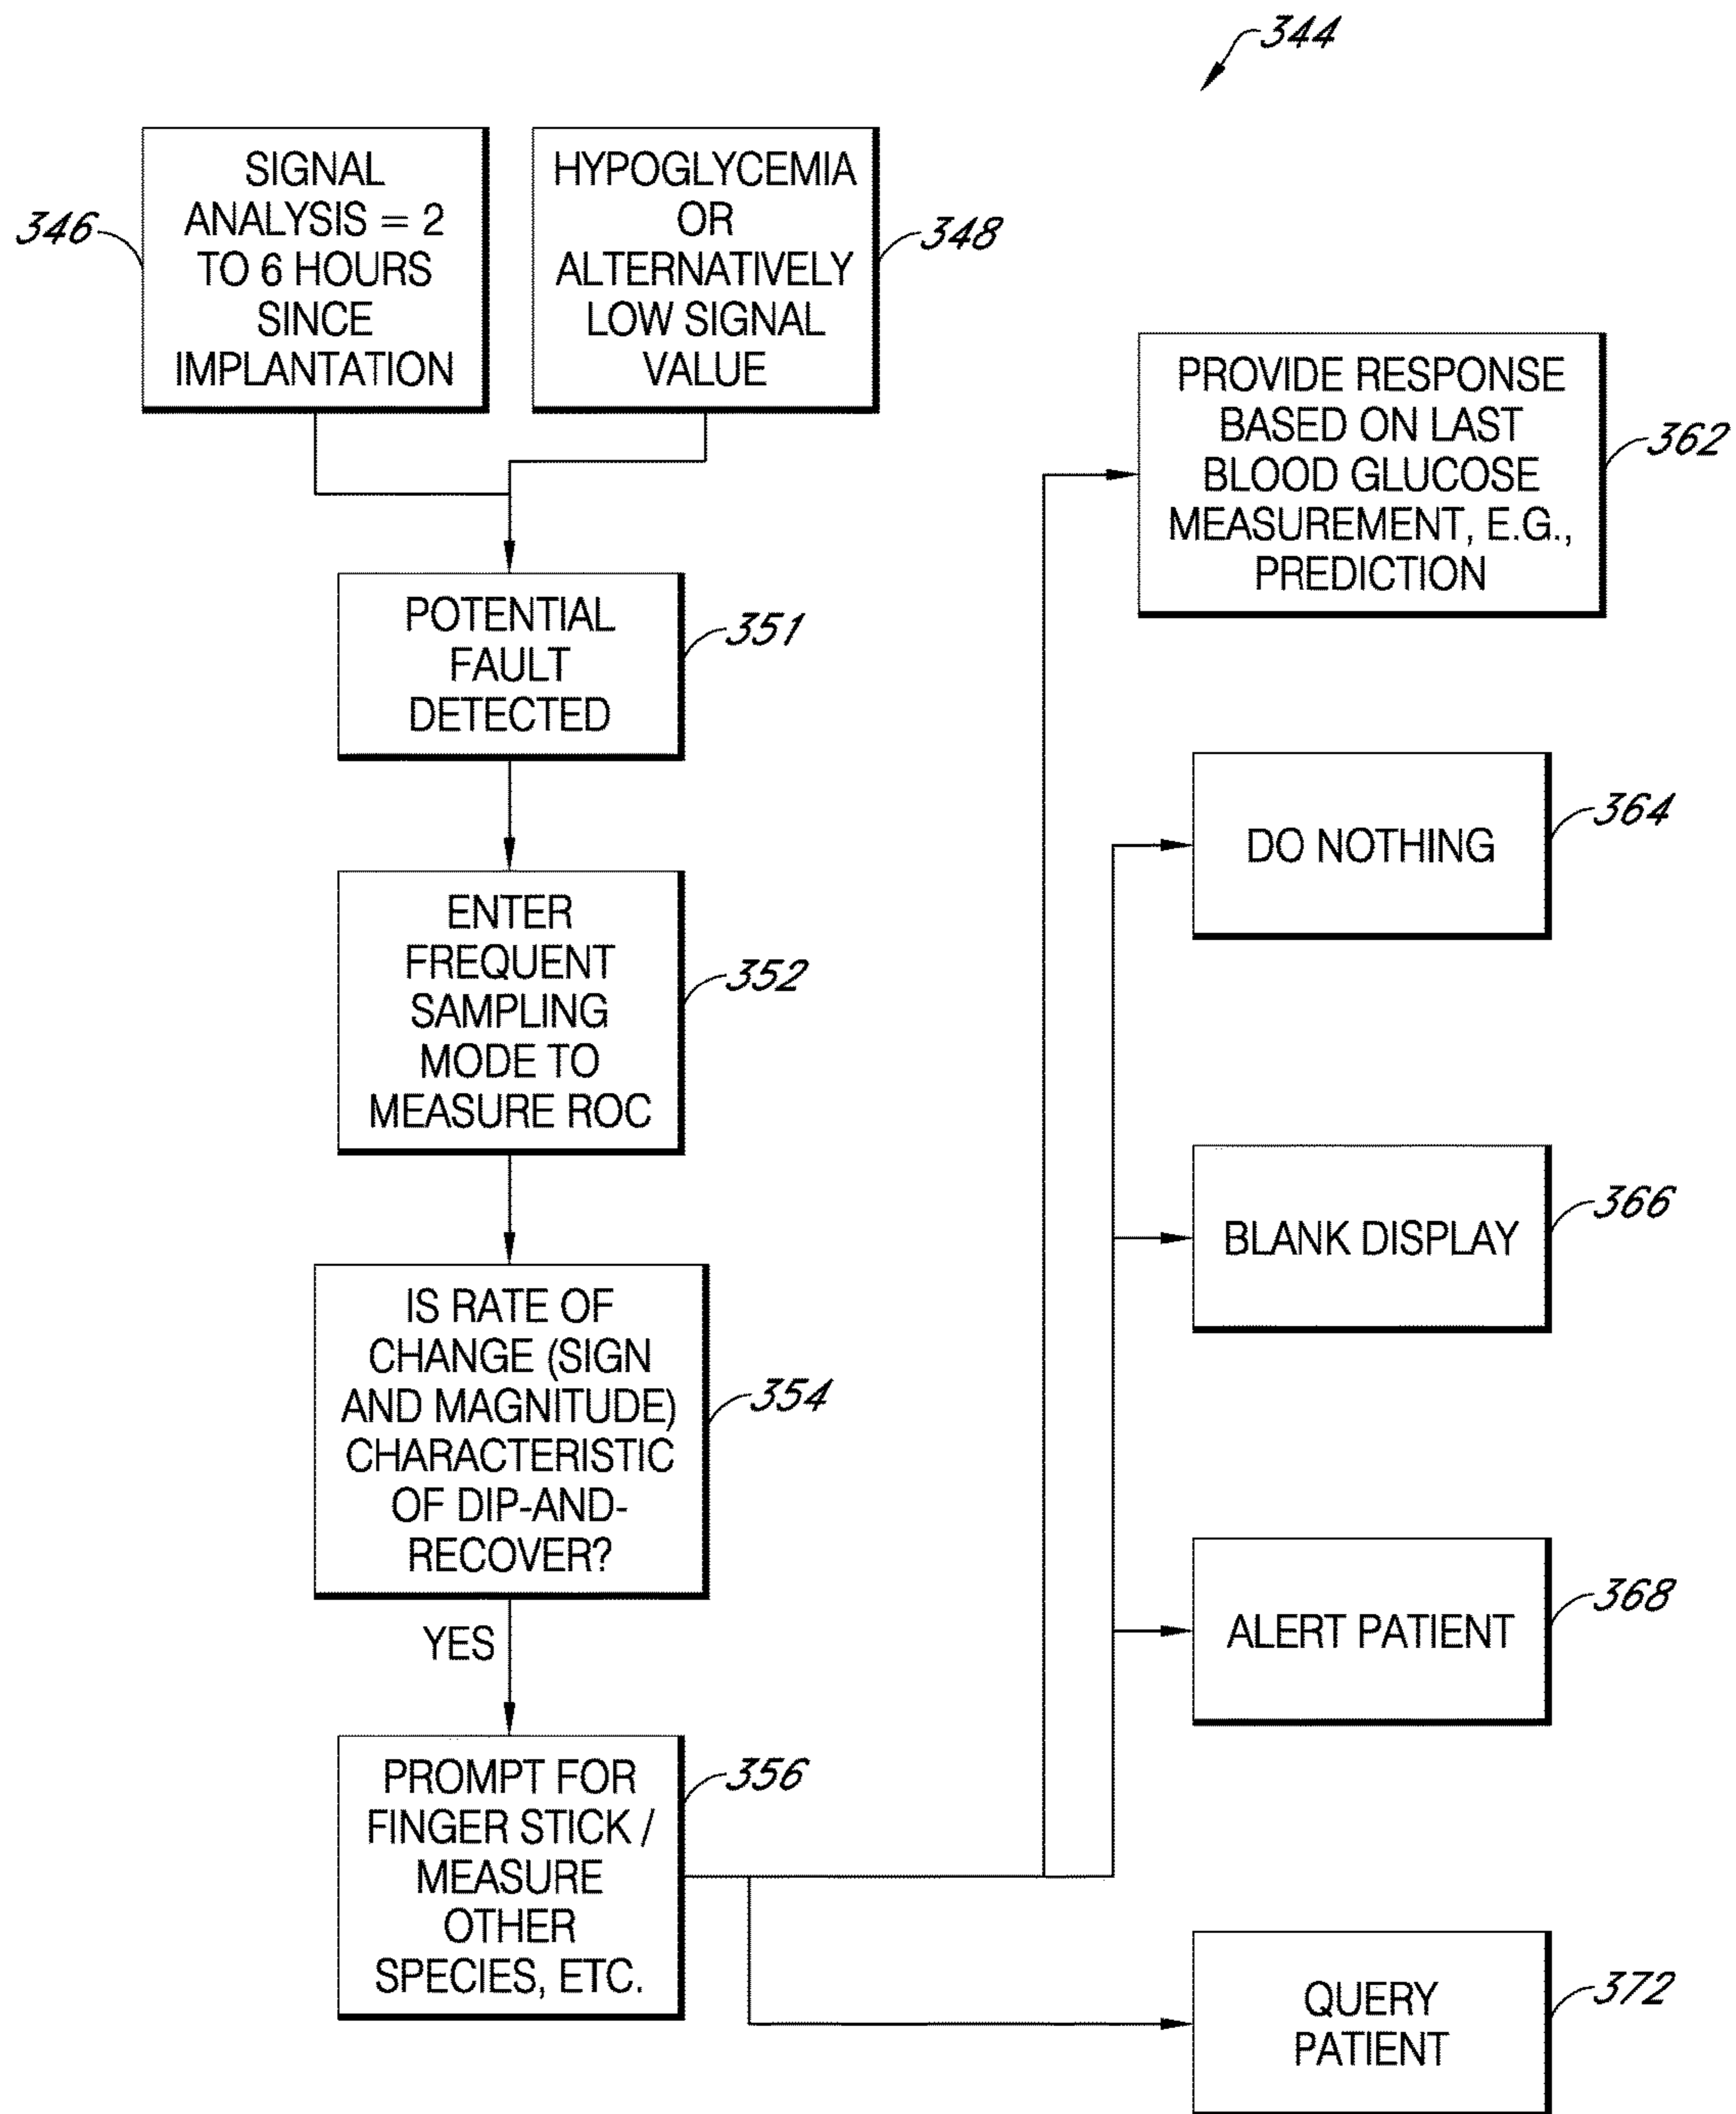 344
346
SIGNAL
ANALYSIS = 2
TO 6 HOURS
SINCE
IMPLANTATION
HYPOGLYCEMIA
OR
ALTERNATIVELY
LOW SIGNAL
VALUE
348
POTENTIAL
FAULT
DETECTED
351
ENTER
FREQUENT
SAMPLING
MODE TO
MEASURE ROC
352
IS RATE OF
CHANGE (SIGN
AND MAGNITUDE)
CHARACTERISTIC
OF DIP-AND-
RECOVER?
354
YES
PROMPT FOR
FINGER STICK /
MEASURE
OTHER
SPECIES, ETC.
356
PROVIDE RESPONSE
BASED ON LAST
BLOOD GLUCOSE
MEASUREMENT, E.G.,
PREDICTION
362
DO NOTHING
364
BLANK DISPLAY
366
ALERT PATIENT
368
QUERY
PATIENT
372